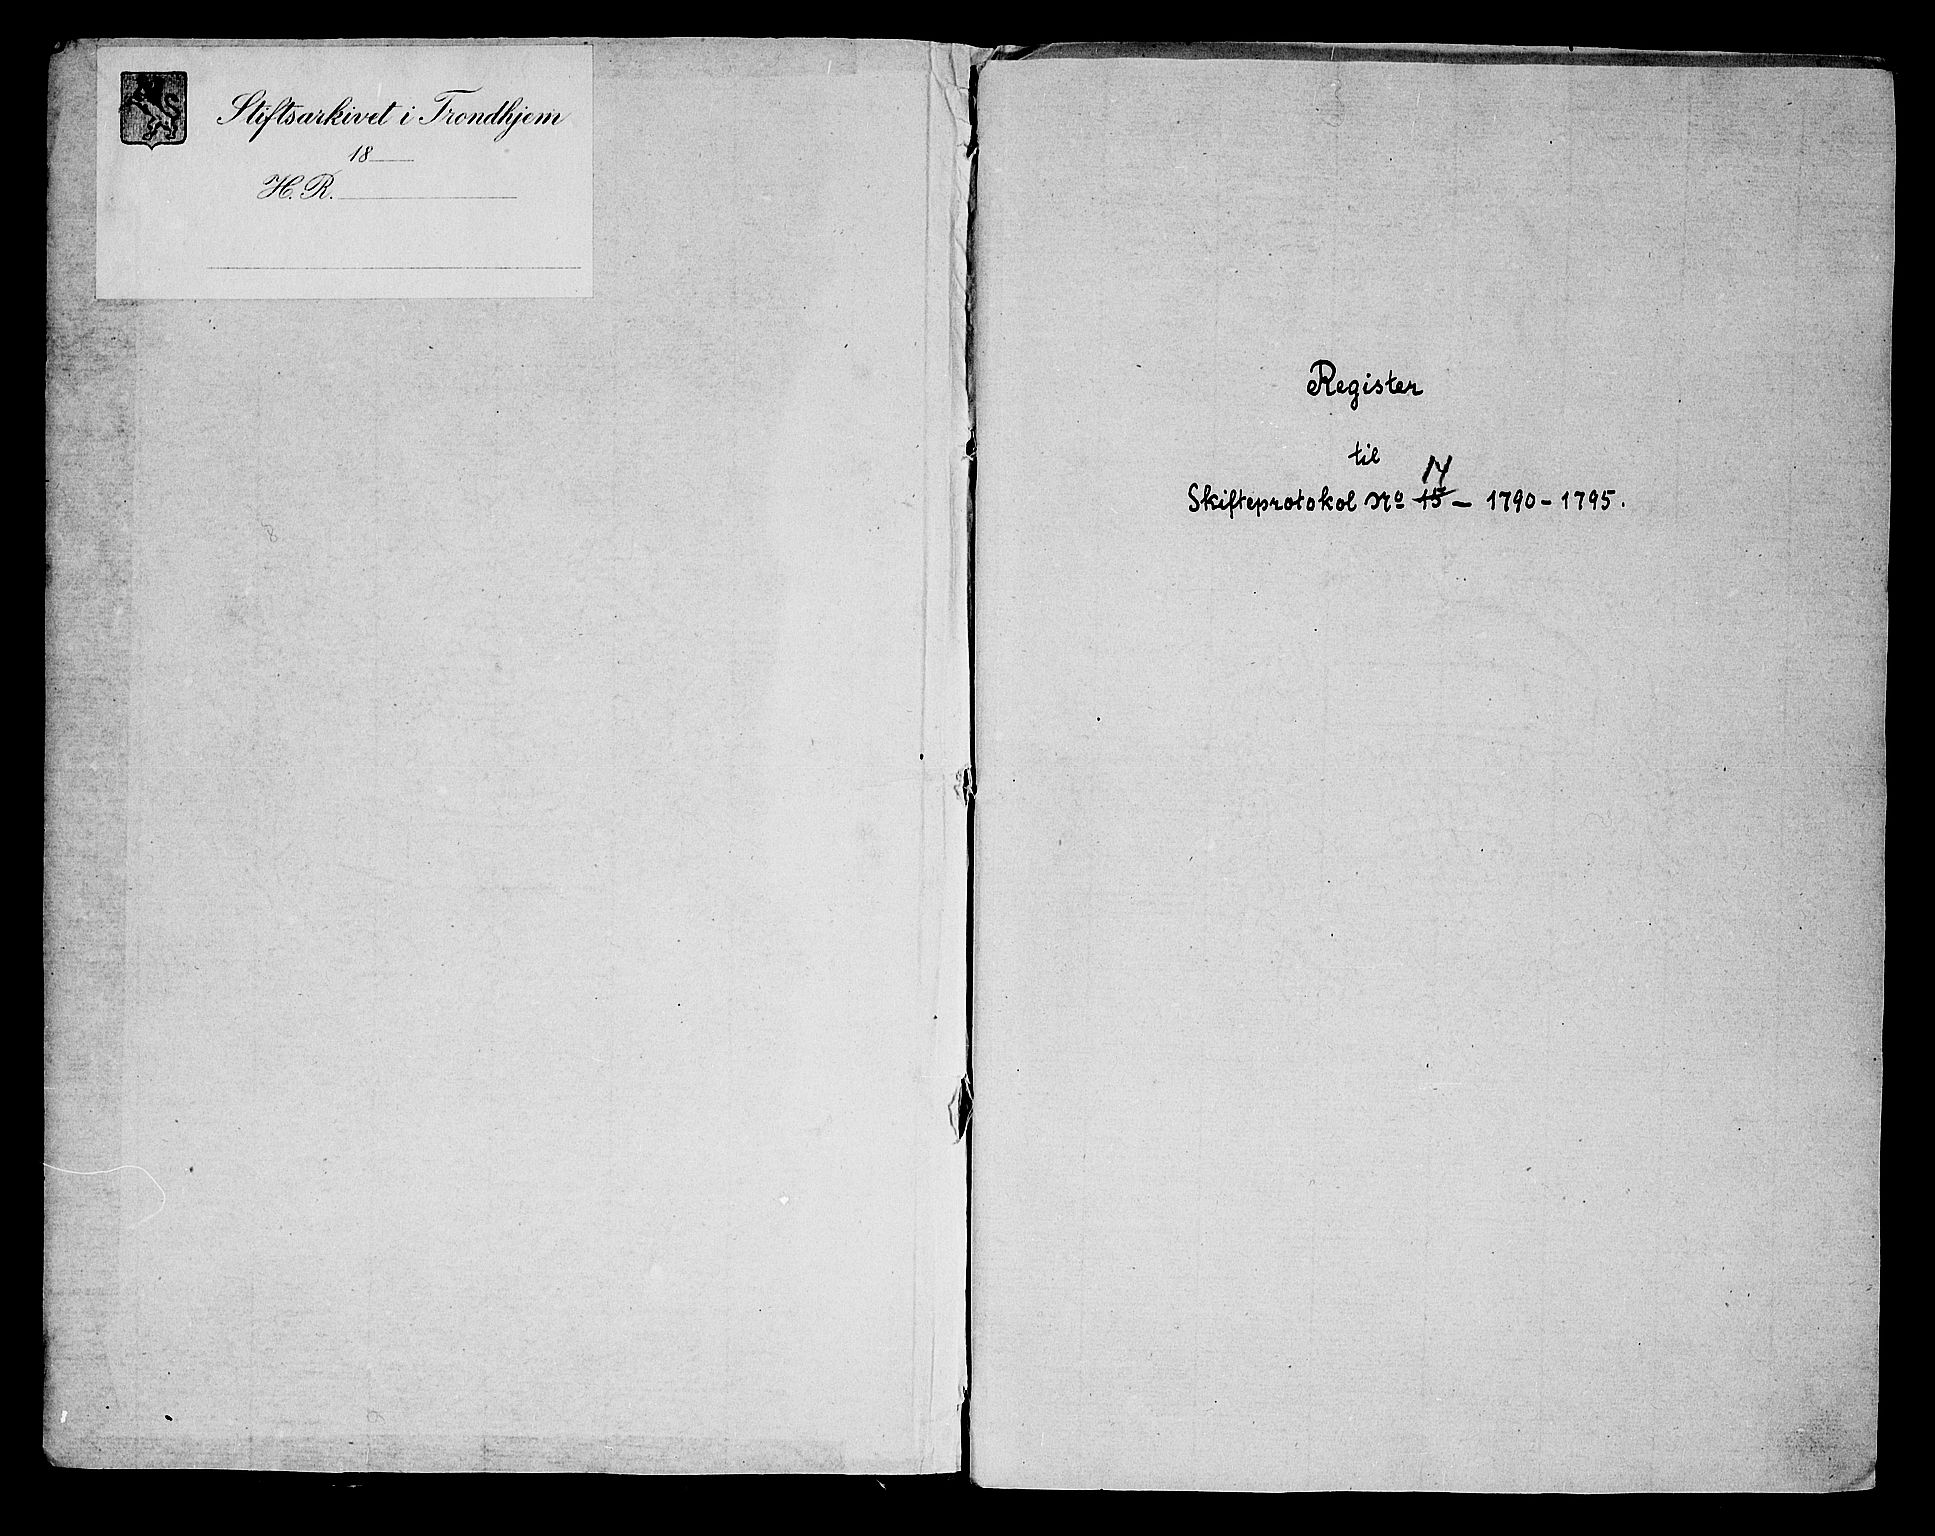 Stiftsarkivet i Trondhjem
18
H. R.
Register
til
14
Skifteprotokol No 15 – 1790 – 1795.